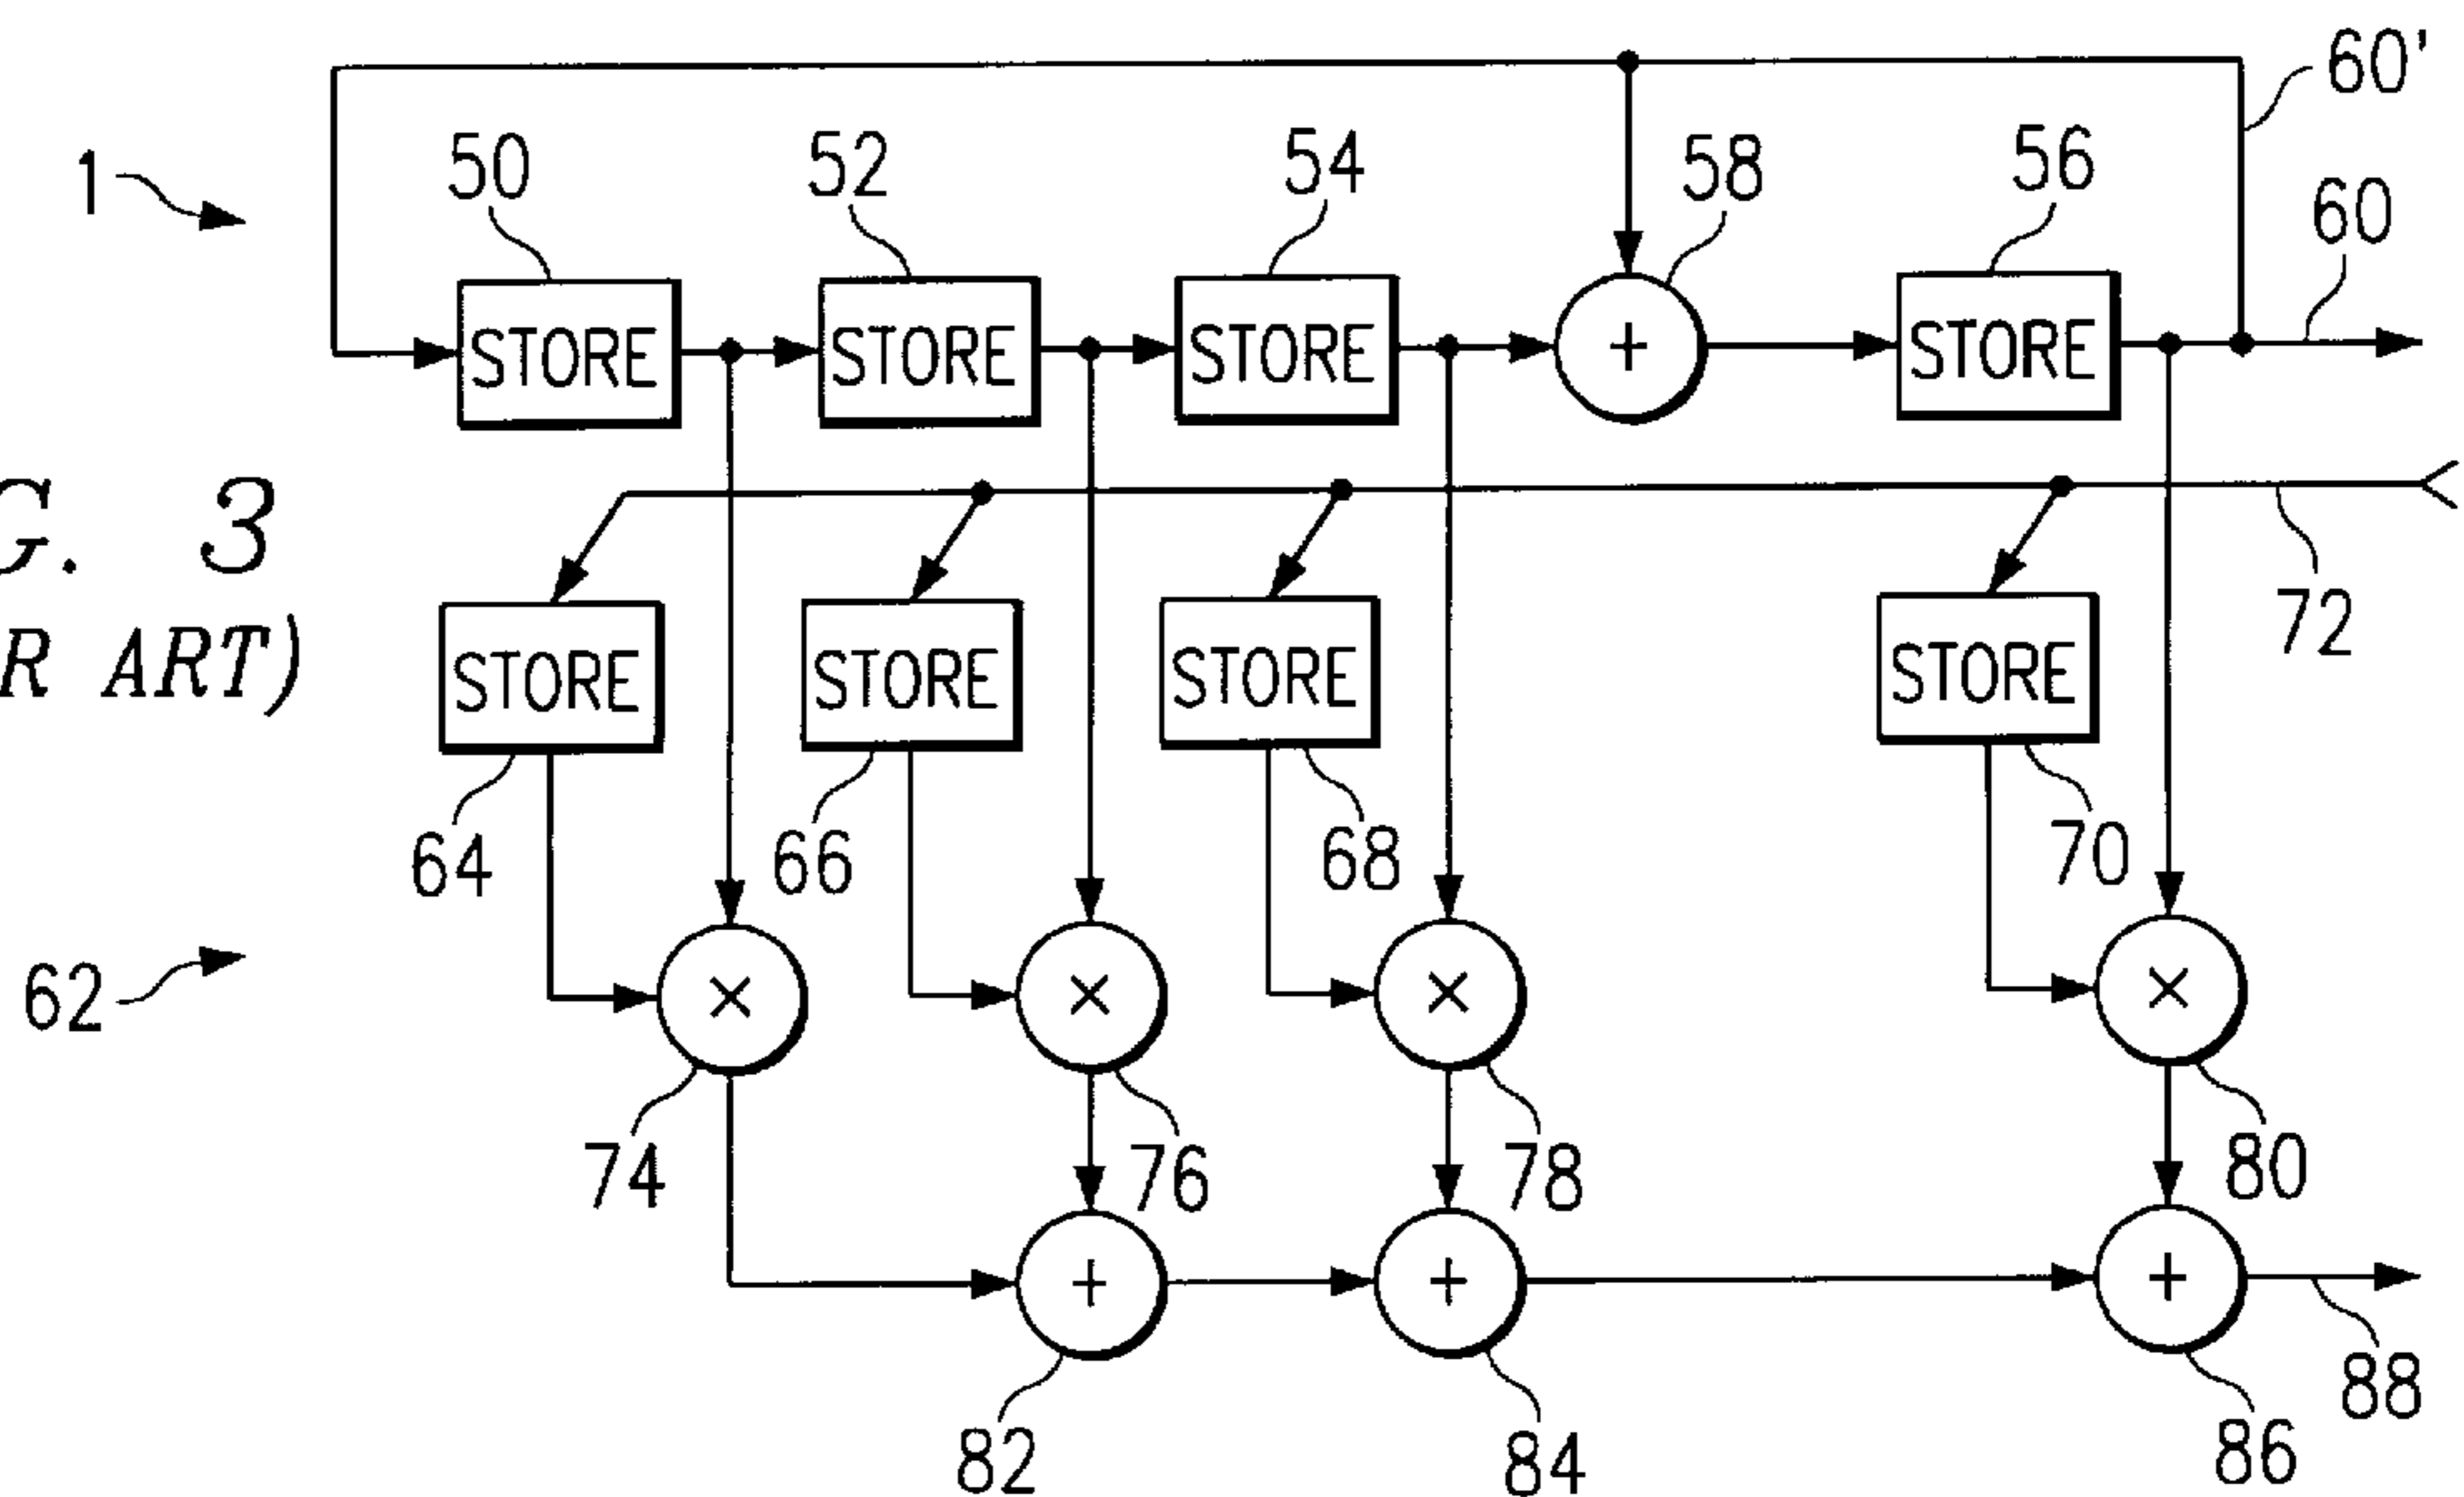 60'
50 52 54 58 56
1
60
STORE STORE STORE + STORE
G. 3
72
R ART)
STORE STORE STORE STORE
64 66 68 70
62
× × × ×
74 76 78 80
+ + +
88
82 84 86